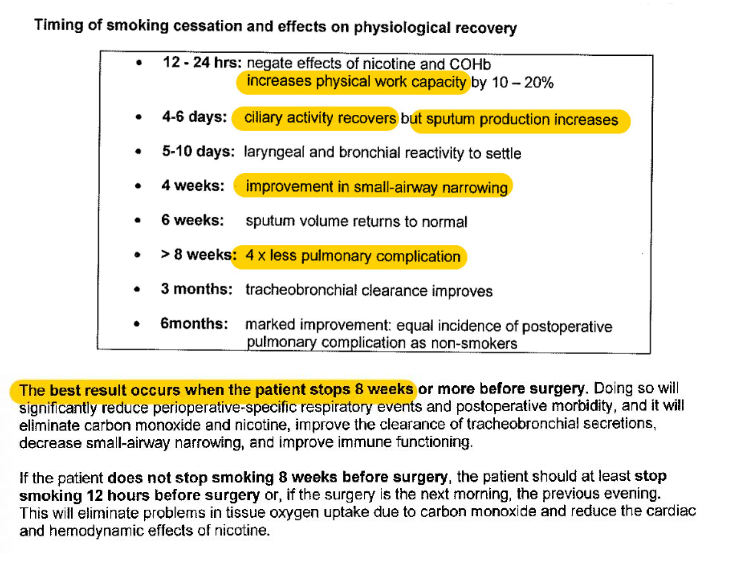 Timing of smoking cessation and effects on physiological recovery
• 12 - 24 hrs: negate effects of nicotine and COHb
increases physical work capacity by 10 – 20%
• 4-6 days: ciliary activity recovers but sputum production increases
• 5-10 days: laryngeal and bronchial reactivity to settle
• 4 weeks: improvement in small-airway narrowing
• 6 weeks: sputum volume returns to normal
• > 8 weeks: 4 x less pulmonary complication
• 3 months: tracheobronchial clearance improves
• 6months: marked improvement: equal incidence of postoperative
pulmonary complication as non-smokers
The best result occurs when the patient stops 8 weeks or more before surgery. Doing so will
significantly reduce perioperative-specific respiratory events and postoperative morbidity, and it will
eliminate carbon monoxide and nicotine, improve the clearance of tracheobronchial secretions,
decrease small-airway narrowing, and improve immune functioning.
If the patient does not stop smoking 8 weeks before surgery, the patient should at least stop
smoking 12 hours before surgery or, if the surgery is the next morning, the previous evening.
This will eliminate problems in tissue oxygen uptake due to carbon monoxide and reduce the cardiac
and hemodynamic effects of nicotine.